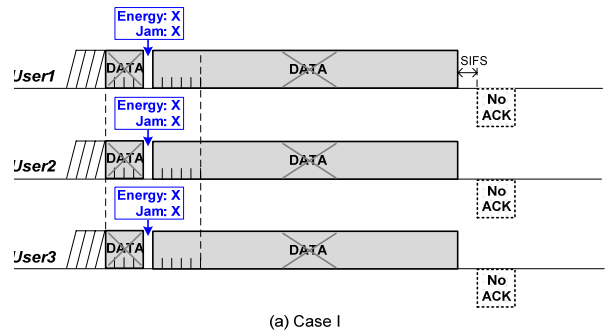 Energy: X
Jam: X
User1
DATA
DATA
SIFS
No
ACK
Energy: X
Jam: X
User2
DATA
DATA
No
ACK
Energy: X
Jam: X
User3
DATA
DATA
No
ACK
(a) Case I